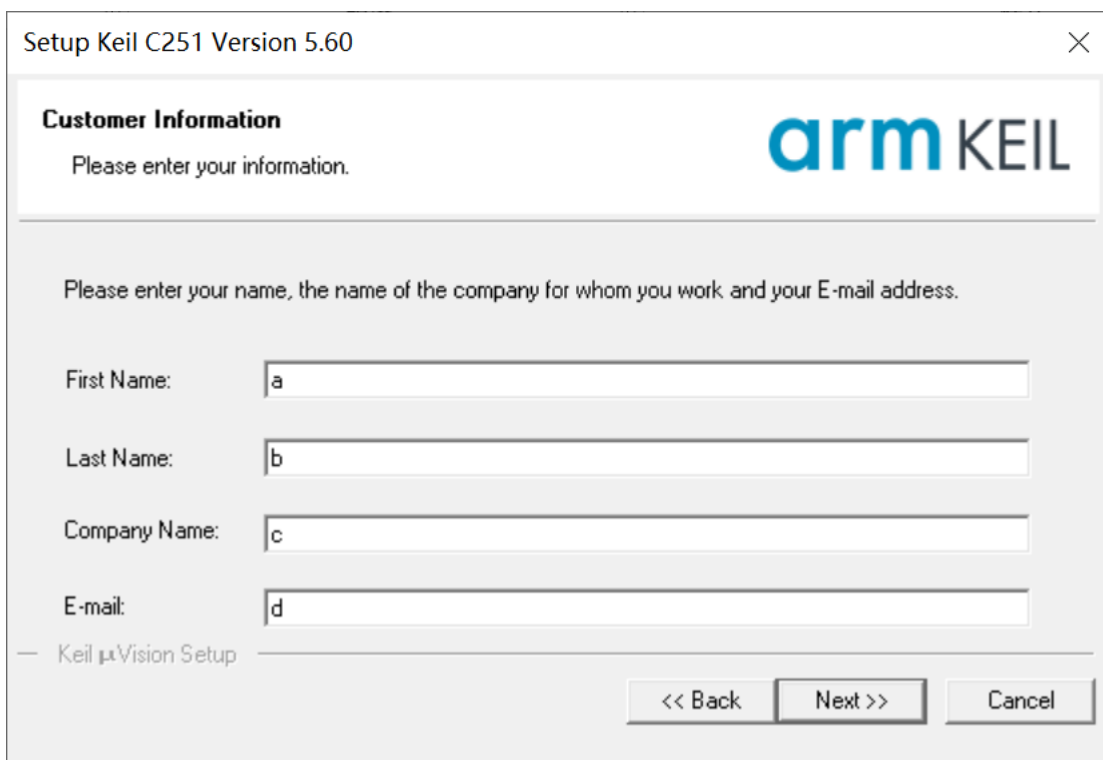 Setup Keil C251 Version 5.60
Customer Information
Please enter your information.
arm KEIL
Please enter your name, the name of the company for whom you work and your E-mail address.
First Name: a
Last Name: b
Company Name: c
E-mail: d
Keil µVision Setup
<< Back Next >> Cancel